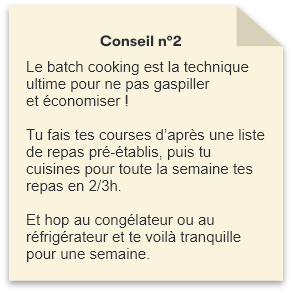 Conseil n°2
Le batch cooking est la technique
ultime pour ne pas gaspiller
et économiser !
Tu fais tes courses d'après une liste
de repas pré-établis, puis tu
cuisines pour toute la semaine tes
repas en 2/3h.
Et hop au congélateur ou au
réfrigérateur et te voilà tranquille
pour une semaine.